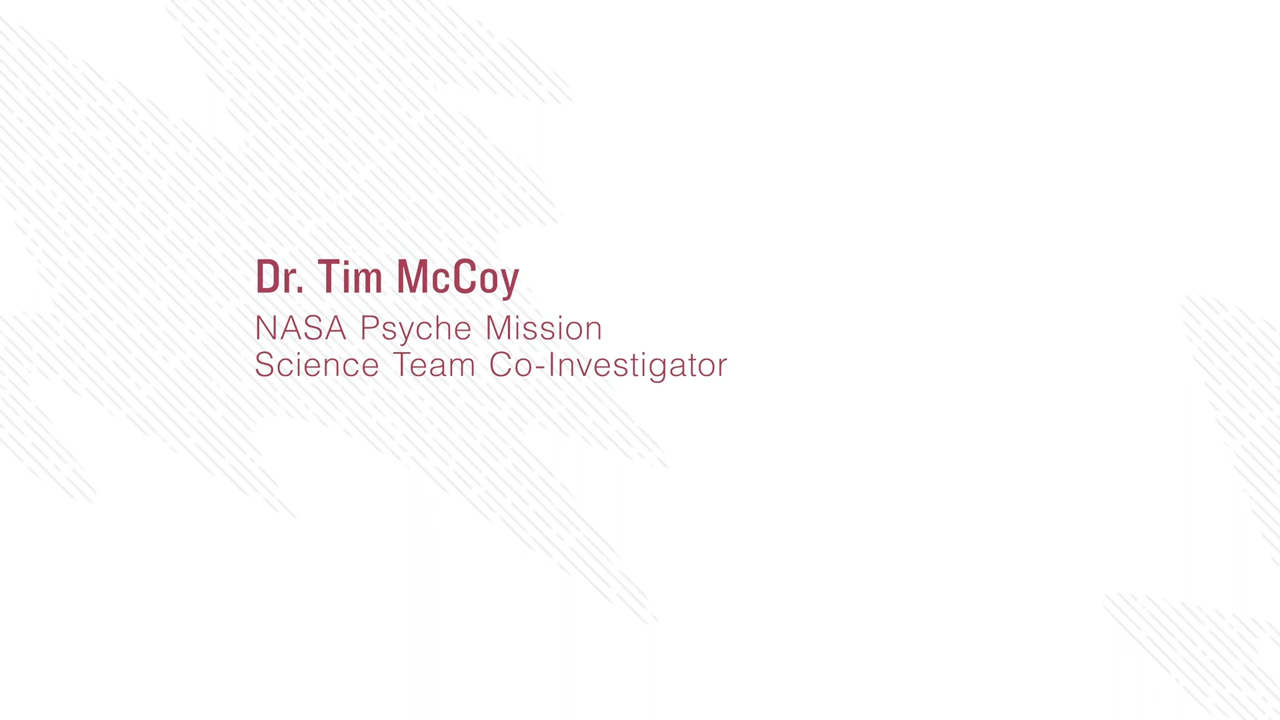 Dr. Tim McCoy
NASA Psyche Mission
Science Team Co-Investigator